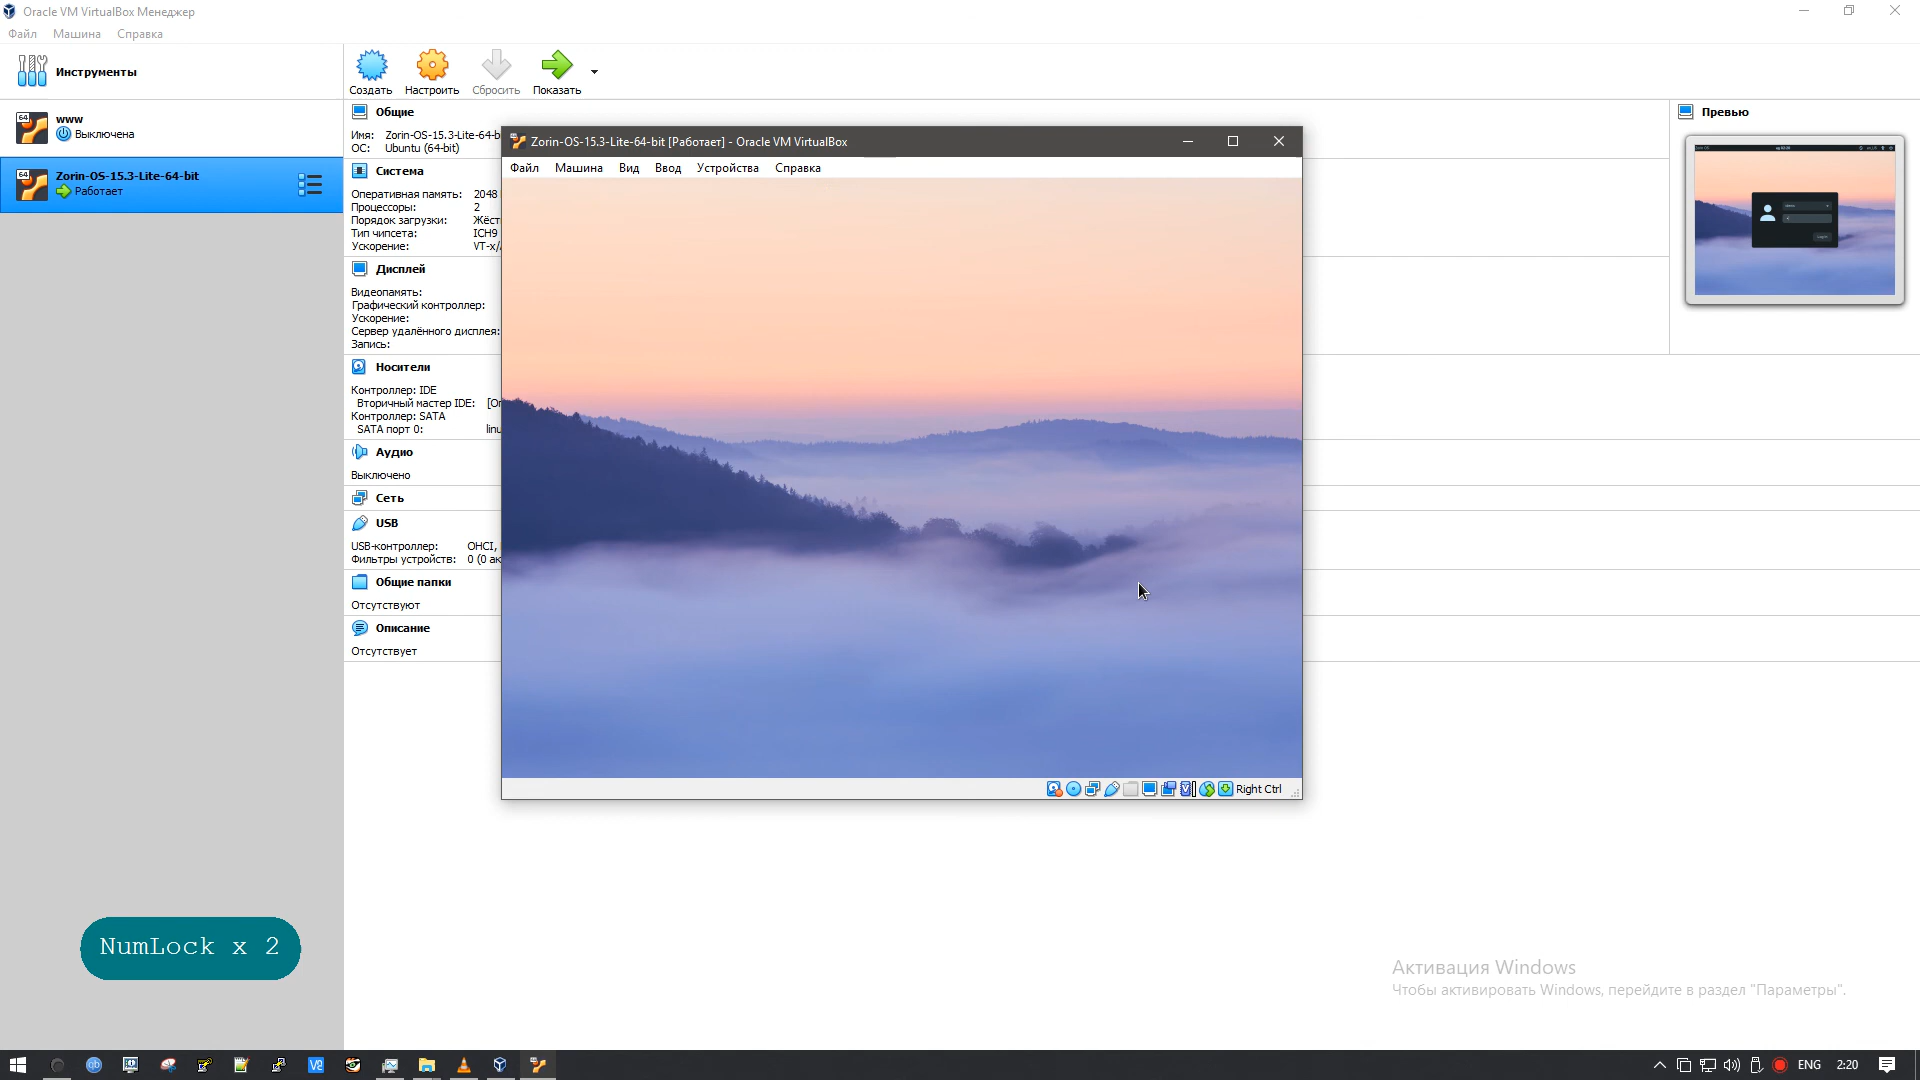 Oracle VM VirtualBox Менеджер
Файл Машина Справка
Инструменты
Создать Настроить Сбросить Показать
64 www
Выключена
64 Zorin-OS-15.3-Lite-64-bit
Работает
Общие
Имя: Zorin-OS-15.3-Lite-64-b
ОС: Ubuntu (64-bit)
Система
Оперативная память: 2048
Процессоры: 2
Порядок загрузки: Жёст
Тип чипсета: ICH9
Ускорение: VT-x/
Дисплей
Видеопамять:
Графический контроллер:
Ускорение:
Сервер удалённого дисплея:
Запись:
Носители
Контроллер: IDE
Вторичный мастер IDE: [Оп
Контроллер: SATA
SATA порт 0: linu
Аудио
Выключено
Сеть
USB
USB-контроллер: OHCI,
Фильтры устройств: 0 (0 ак
Общие папки
Отсутствуют
Описание
Отсутствует
Превью
Zorin-OS-15.3-Lite-64-bit [Работает] - Oracle VM VirtualBox
Файл Машина Вид Ввод Устройства Справка
Right Ctrl
NumLock x 2
Активация Windows
Чтобы активировать Windows, перейдите в раздел "Параметры".
ENG 2:20